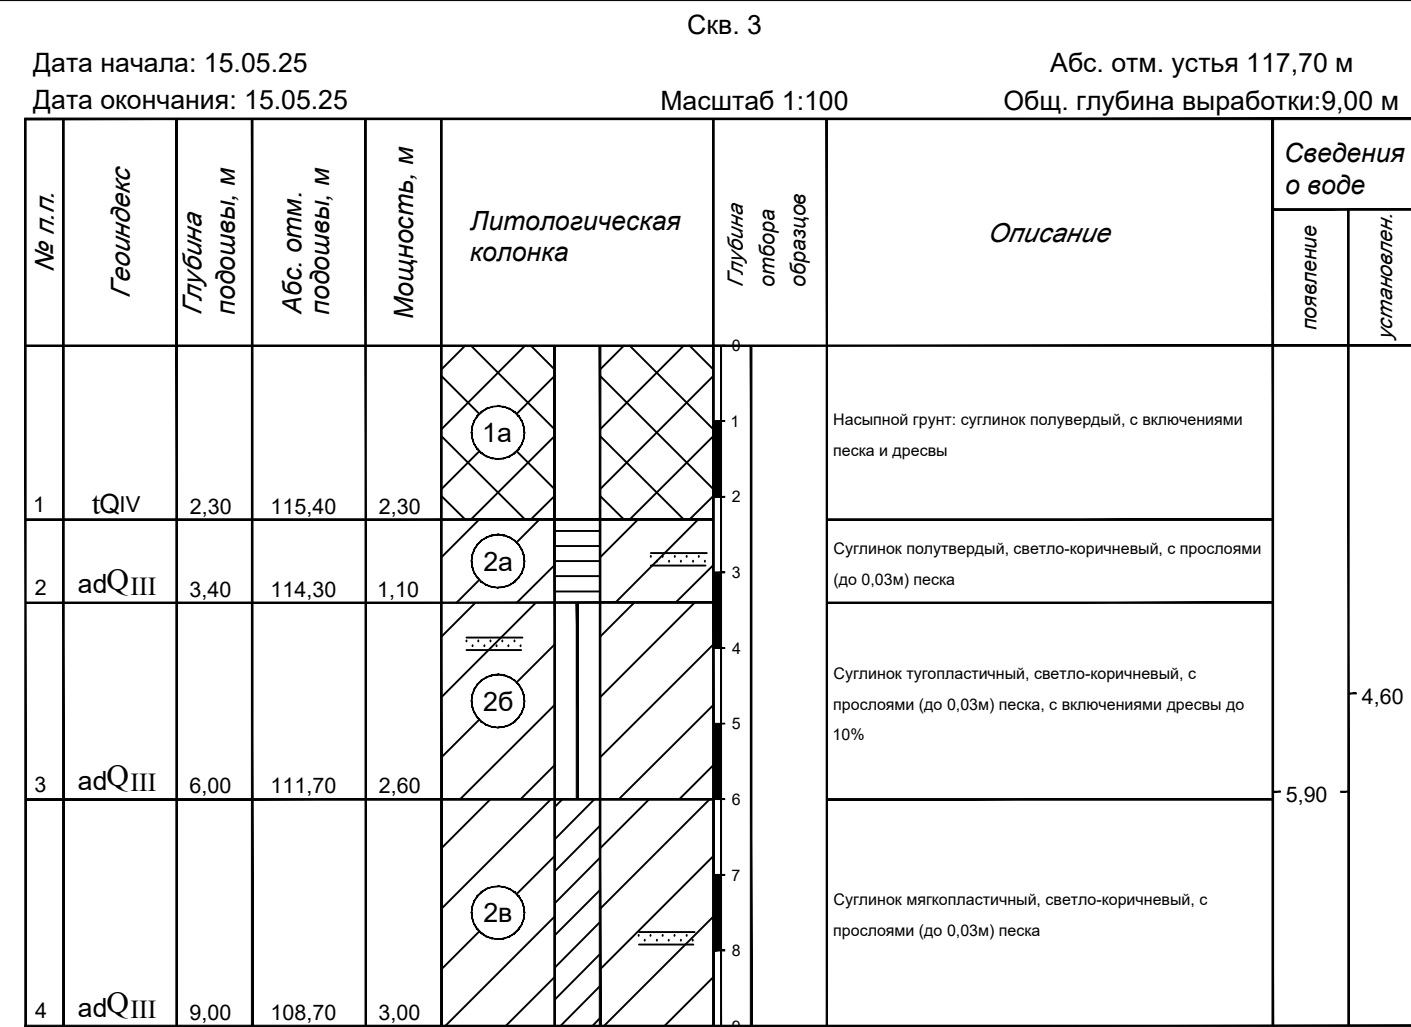 Скв. 3
Дата начала: 15.05.25
Абс. отм. устья 117,70 м
Дата окончания: 15.05.25
Масштаб 1:100
Общ. глубина выработки:9,00 м
№ п.п.
Геоиндекс
Глубина
подошвы, м
Абс. отм.
подошвы, м
Мощность, м
Литологическая
колонка
Глубина
отбора
образцов
Описание
Сведения
о воде
появление
установлен.
0
1
2
3
4
5
6
7
8
9
1а
Насыпной грунт: суглинок полувердый, с включениями
песка и дресвы
1 tQIV 2,30 115,40 2,30
2а
Суглинок полутвердый, светло-коричневый, с прослоями
(до 0,03м) песка
2 adQIII 3,40 114,30 1,10
2б
Суглинок тугопластичный, светло-коричневый, с
прослоями (до 0,03м) песка, с включениями дресвы до
10%
4,60
3 adQIII 6,00 111,70 2,60
5,90
2в
Суглинок мягкопластичный, светло-коричневый, с
прослоями (до 0,03м) песка
4 adQIII 9,00 108,70 3,00